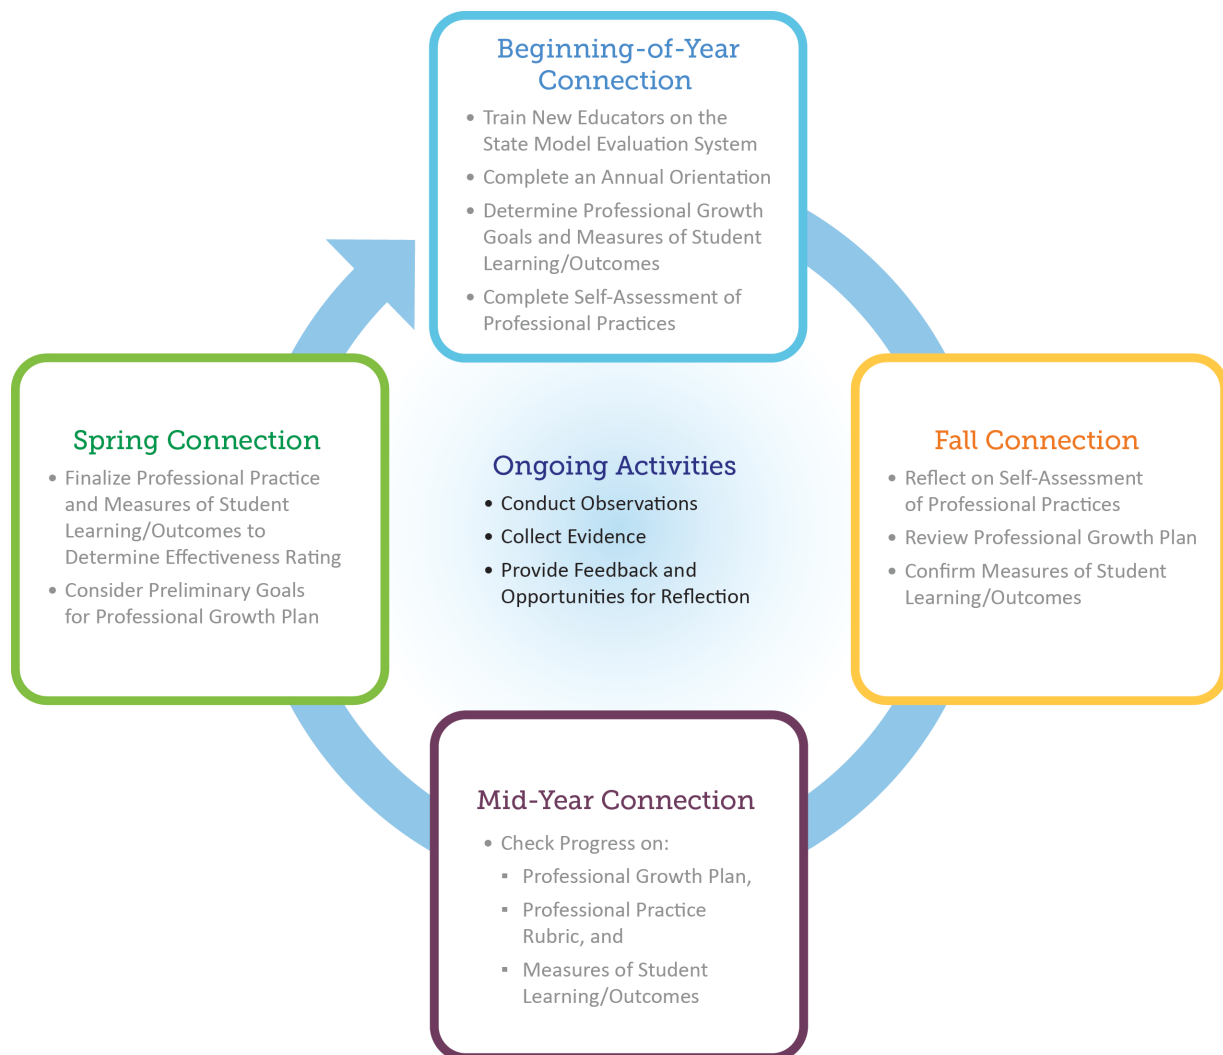 Beginning-of-Year
Connection
• Train New Educators on the
State Model Evaluation System
• Complete an Annual Orientation
• Determine Professional Growth
Goals and Measures of Student
Learning/Outcomes
• Complete Self-Assessment of
Professional Practices
Fall Connection
• Reflect on Self-Assessment
of Professional Practices
• Review Professional Growth Plan
• Confirm Measures of Student
Learning/Outcomes
Mid-Year Connection
• Check Progress on:
▪ Professional Growth Plan,
▪ Professional Practice
Rubric, and
▪ Measures of Student
Learning/Outcomes
Spring Connection
• Finalize Professional Practice
and Measures of Student
Learning/Outcomes to
Determine Effectiveness Rating
• Consider Preliminary Goals
for Professional Growth Plan
Ongoing Activities
• Conduct Observations
• Collect Evidence
• Provide Feedback and
Opportunities for Reflection